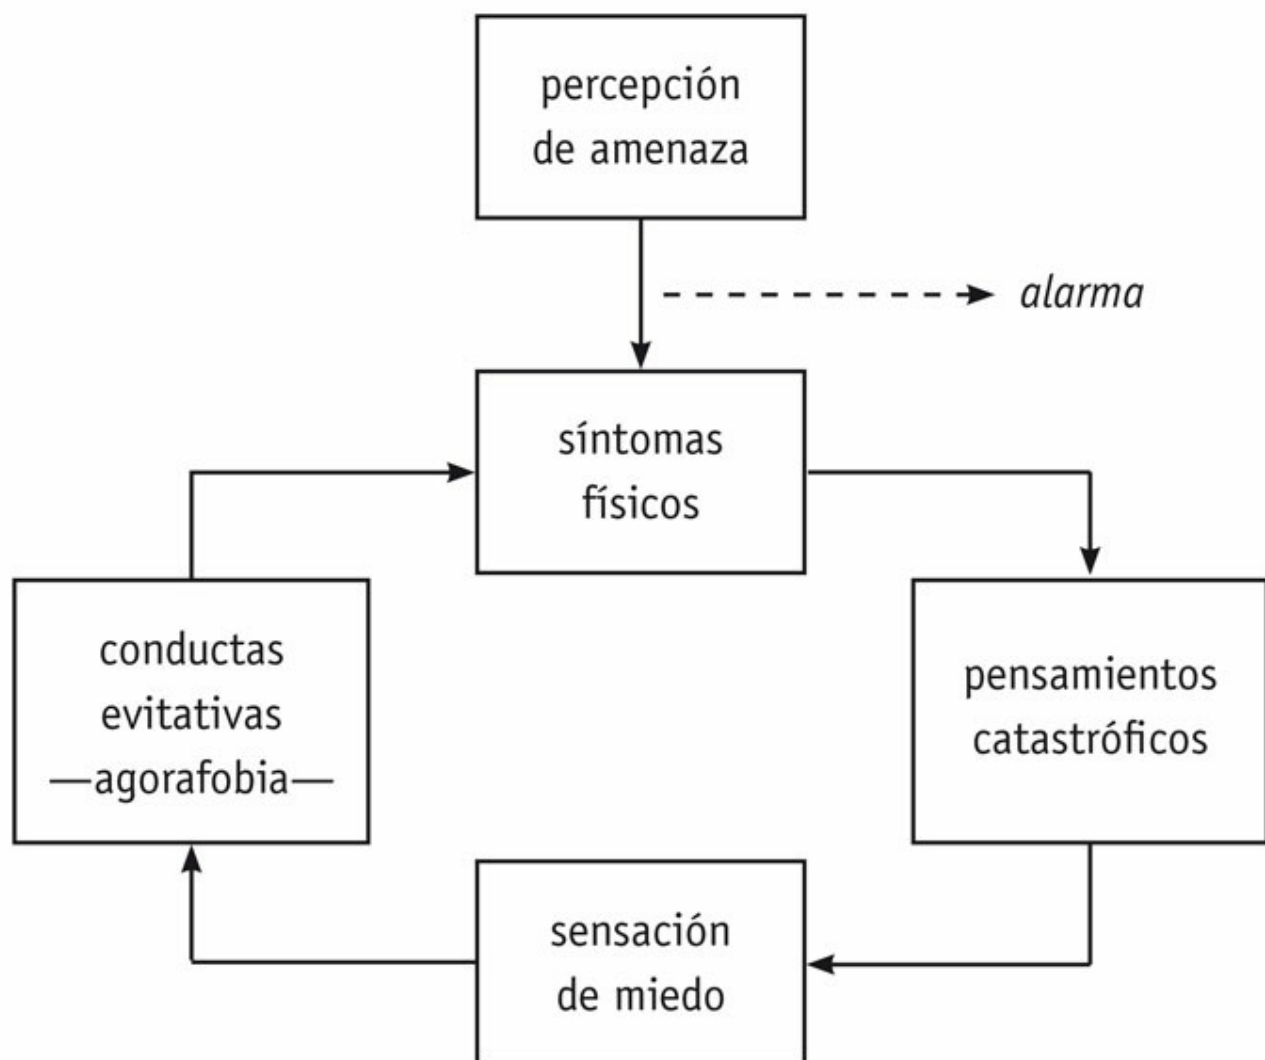 percepción
de amenaza
alarma
síntomas
físicos
conductas
evitativas
—agorafobia—
pensamientos
catastróficos
sensación
de miedo